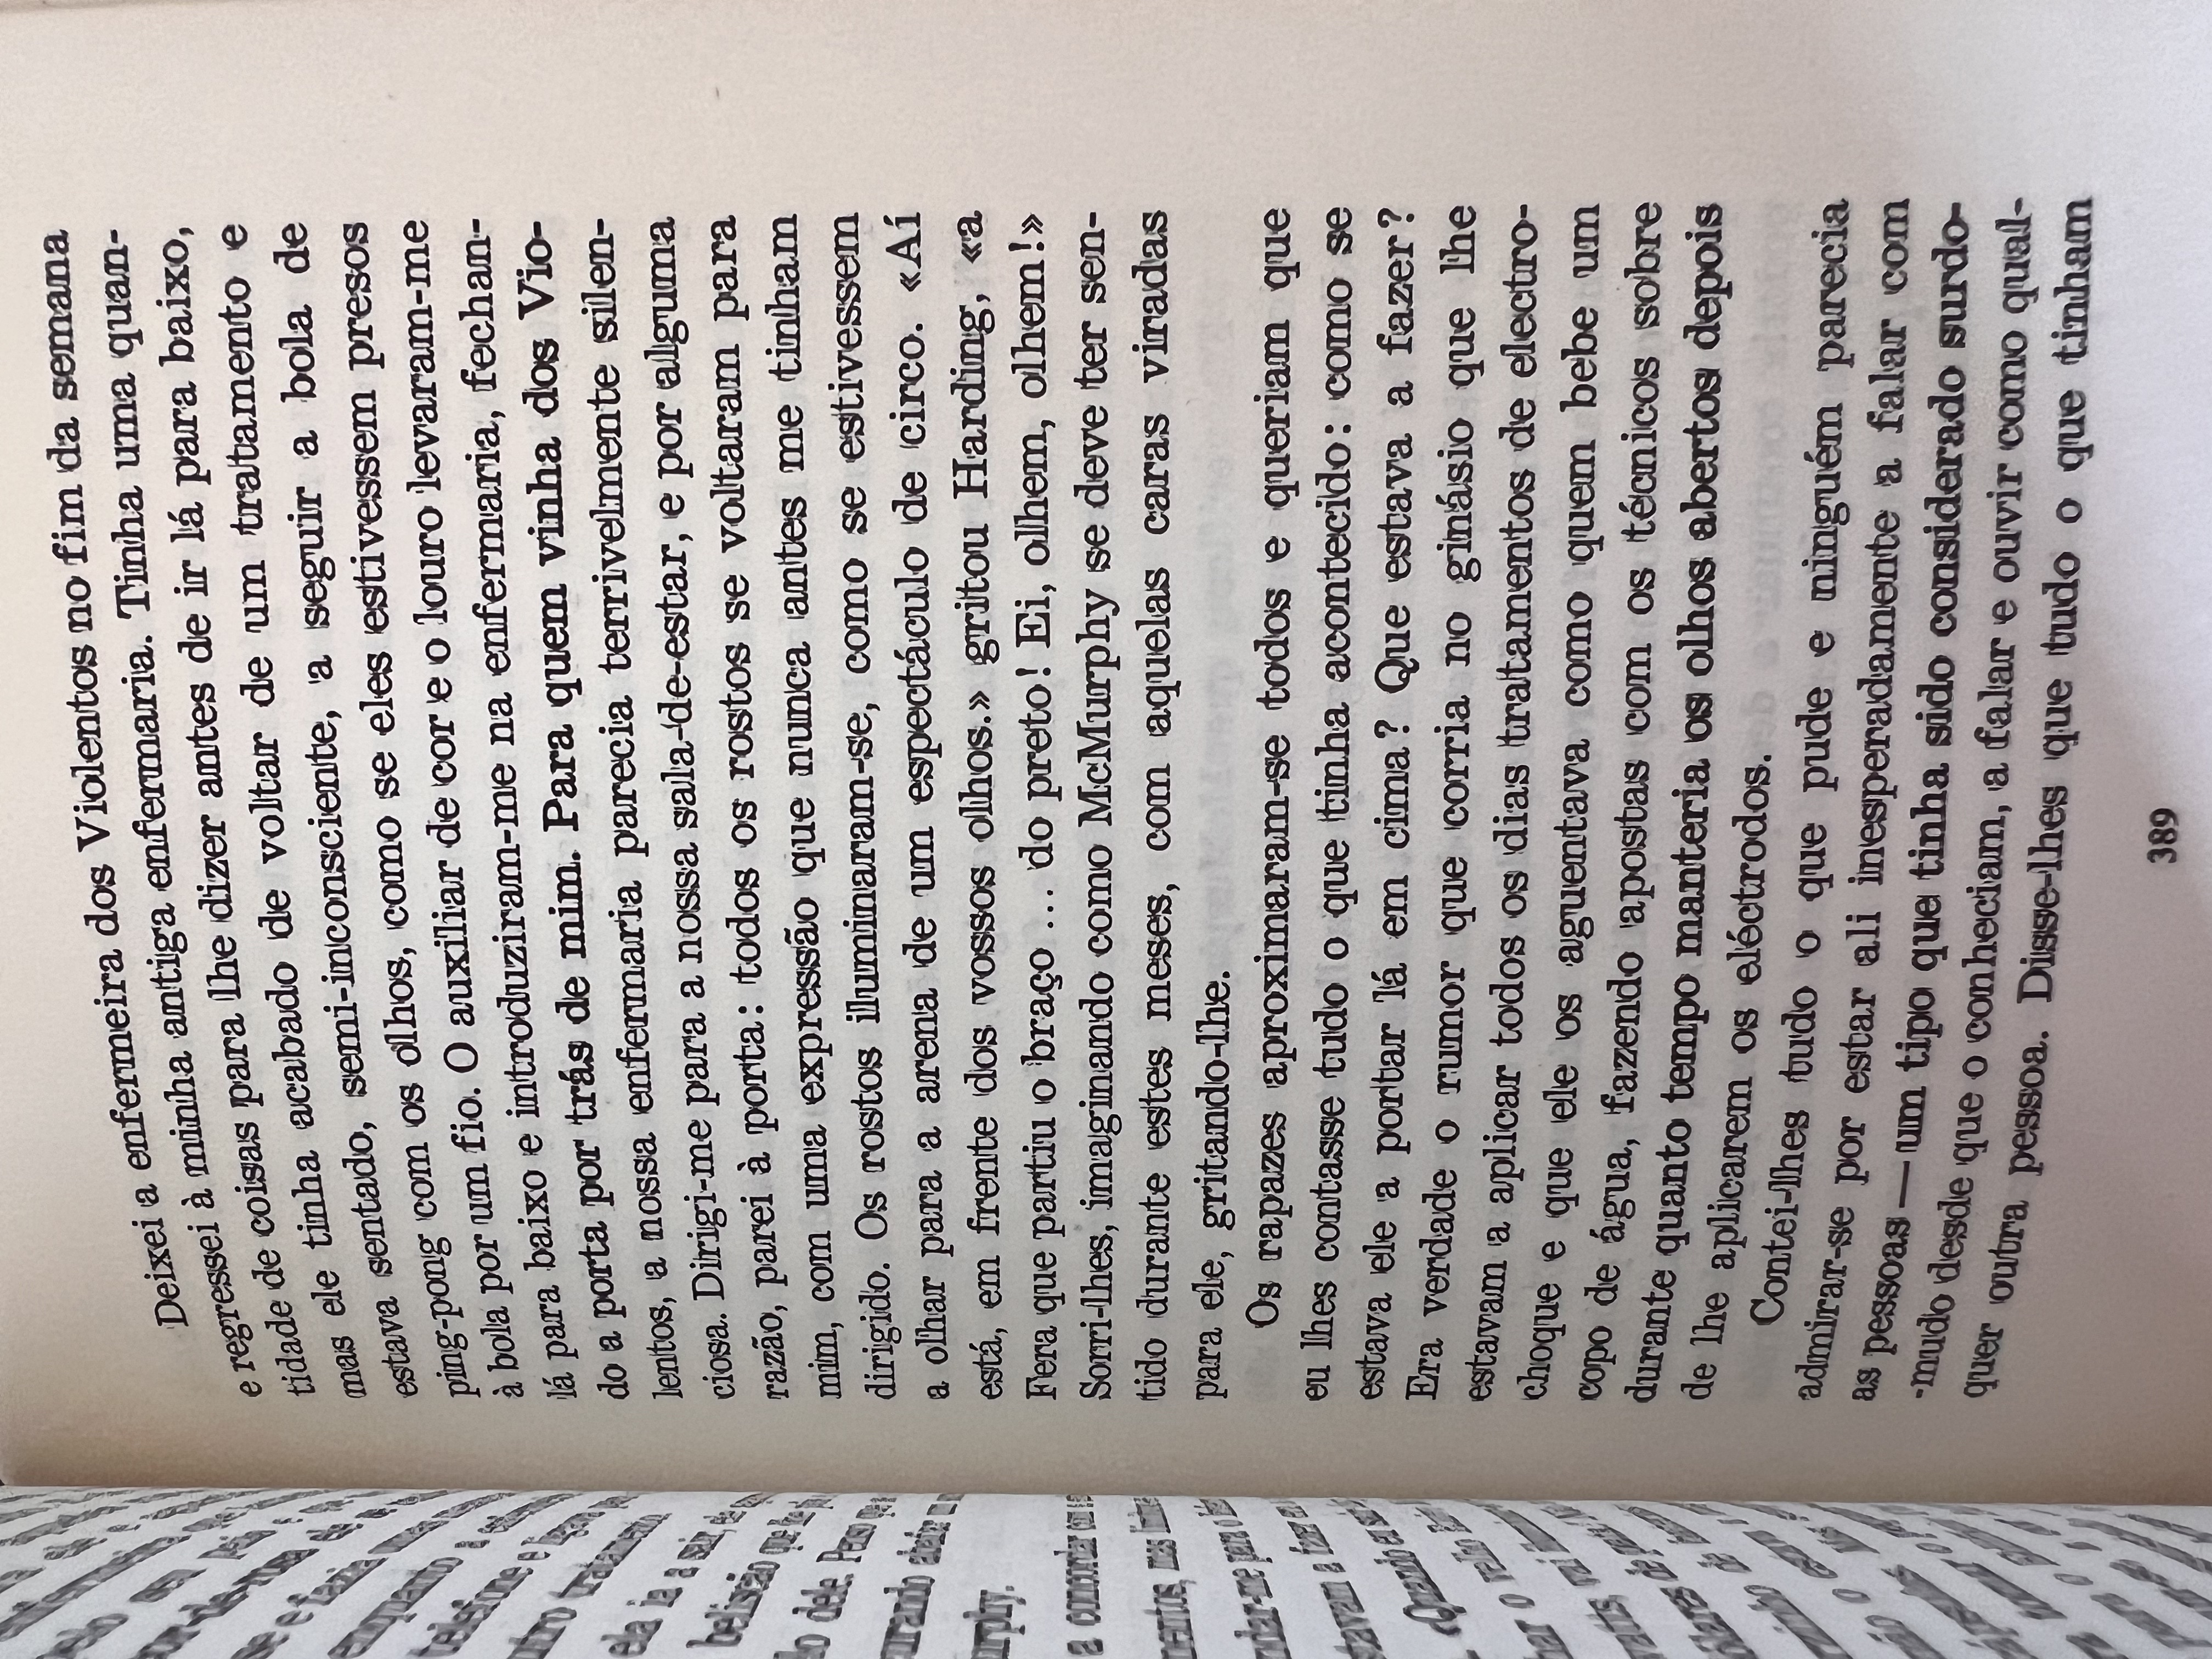 Deixei a enfermeira dos Violentos no fim da semana
e regressei à minha antiga enfermaria. Tinha uma quan-
tidade de coisas para lhe dizer antes de ir lá para baixo,
mas ele tinha acabado de voltar de um tratamento e
estava sentado, semi-inconsciente, a seguir a bola de
ping-pong com os olhos, como se eles estivessem presos
à bola por um fio. O auxiliar de cor e o louro levaram-me
lá para baixo e introduziram-me na enfermaria, fechan-
do a porta por trás de mim. Para quem vinha dos Vio-
lentos, a nossa enfermaria parecia terrivelmente silen-
ciosa. Dirigi-me para a nossa sala-de-estar, e por alguma
razão, parei à porta: todos os rostos se voltaram para
mim, com uma expressão que nunca antes me tinham
dirigido. Os rostos iluminaram-se, como se estivessem
a olhar para a arena de um espectáculo de circo. «Aí
está, em frente dos vossos olhos.» gritou Harding, «a
Fera que partiu o braço ... do preto! Ei, olhem, olhem!»
Sorri-lhes, imaginando como McMurphy se deve ter sen-
tido durante estes meses, com aquelas caras viradas
para ele, gritando-lhe.
Os rapazes aproximaram-se todos e queriam que
eu lhes contasse tudo o que tinha acontecido: como se
estava ele a portar lá em cima? Que estava a fazer?
Era verdade o rumor que corria no ginásio que lhe
estavam a aplicar todos os dias tratamentos de electro-
choque e que ele os aguentava como quem bebe um
copo de água, fazendo apostas com os técnicos sobre
durante quanto tempo manteria os olhos abertos depois
de lhe aplicarem os eléctrodos.
Contei-lhes tudo o que pude e ninguém parecia
admirar-se por estar ali inesperadamente a falar com
as pessoas — um tipo que tinha sido considerado surdo-
-mudo desde que o conheciam, a falar e ouvir como qual-
quer outra pessoa. Disse-lhes que tudo o que tinham
389